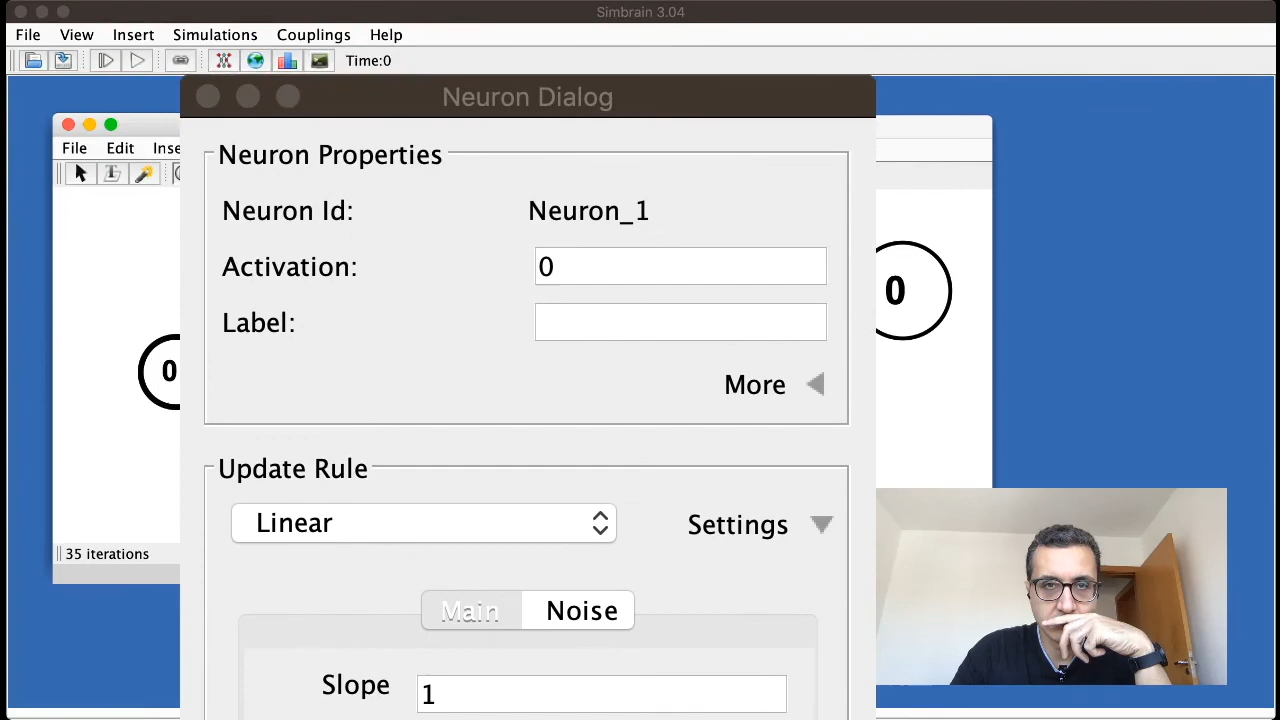 Simbrain 3.04
File View Insert Simulations Couplings Help
Time:0
Neuron Dialog
File Edit Inse
Neuron Properties
Neuron Id: Neuron_1
Activation: 0
Label:
More
0
0
Update Rule
Linear
Settings
35 iterations
Main Noise
Slope 1